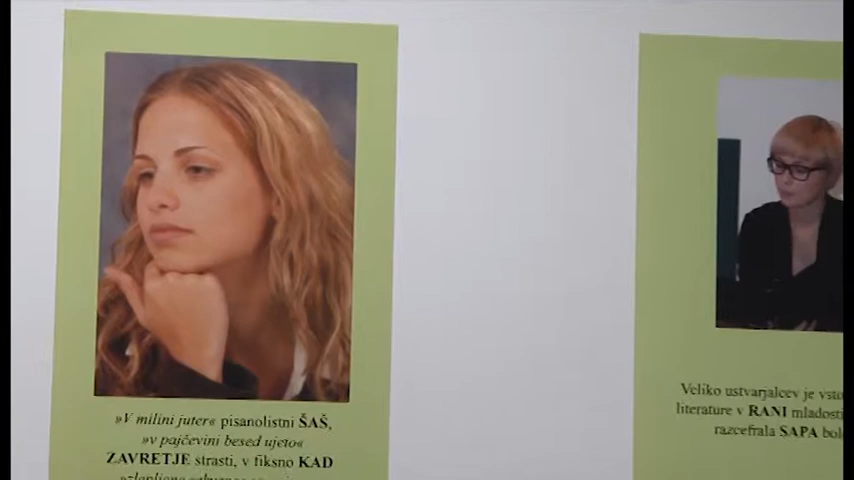 »V milini juter« pisanolistni ŠAŠ,
»v pajčevini besed ujeto«
ZAVRETJE strasti, v fiksno KAD
Veliko ustvarjalcev je vsto
literature v RANI mladosti
razcefrala SAPA bol